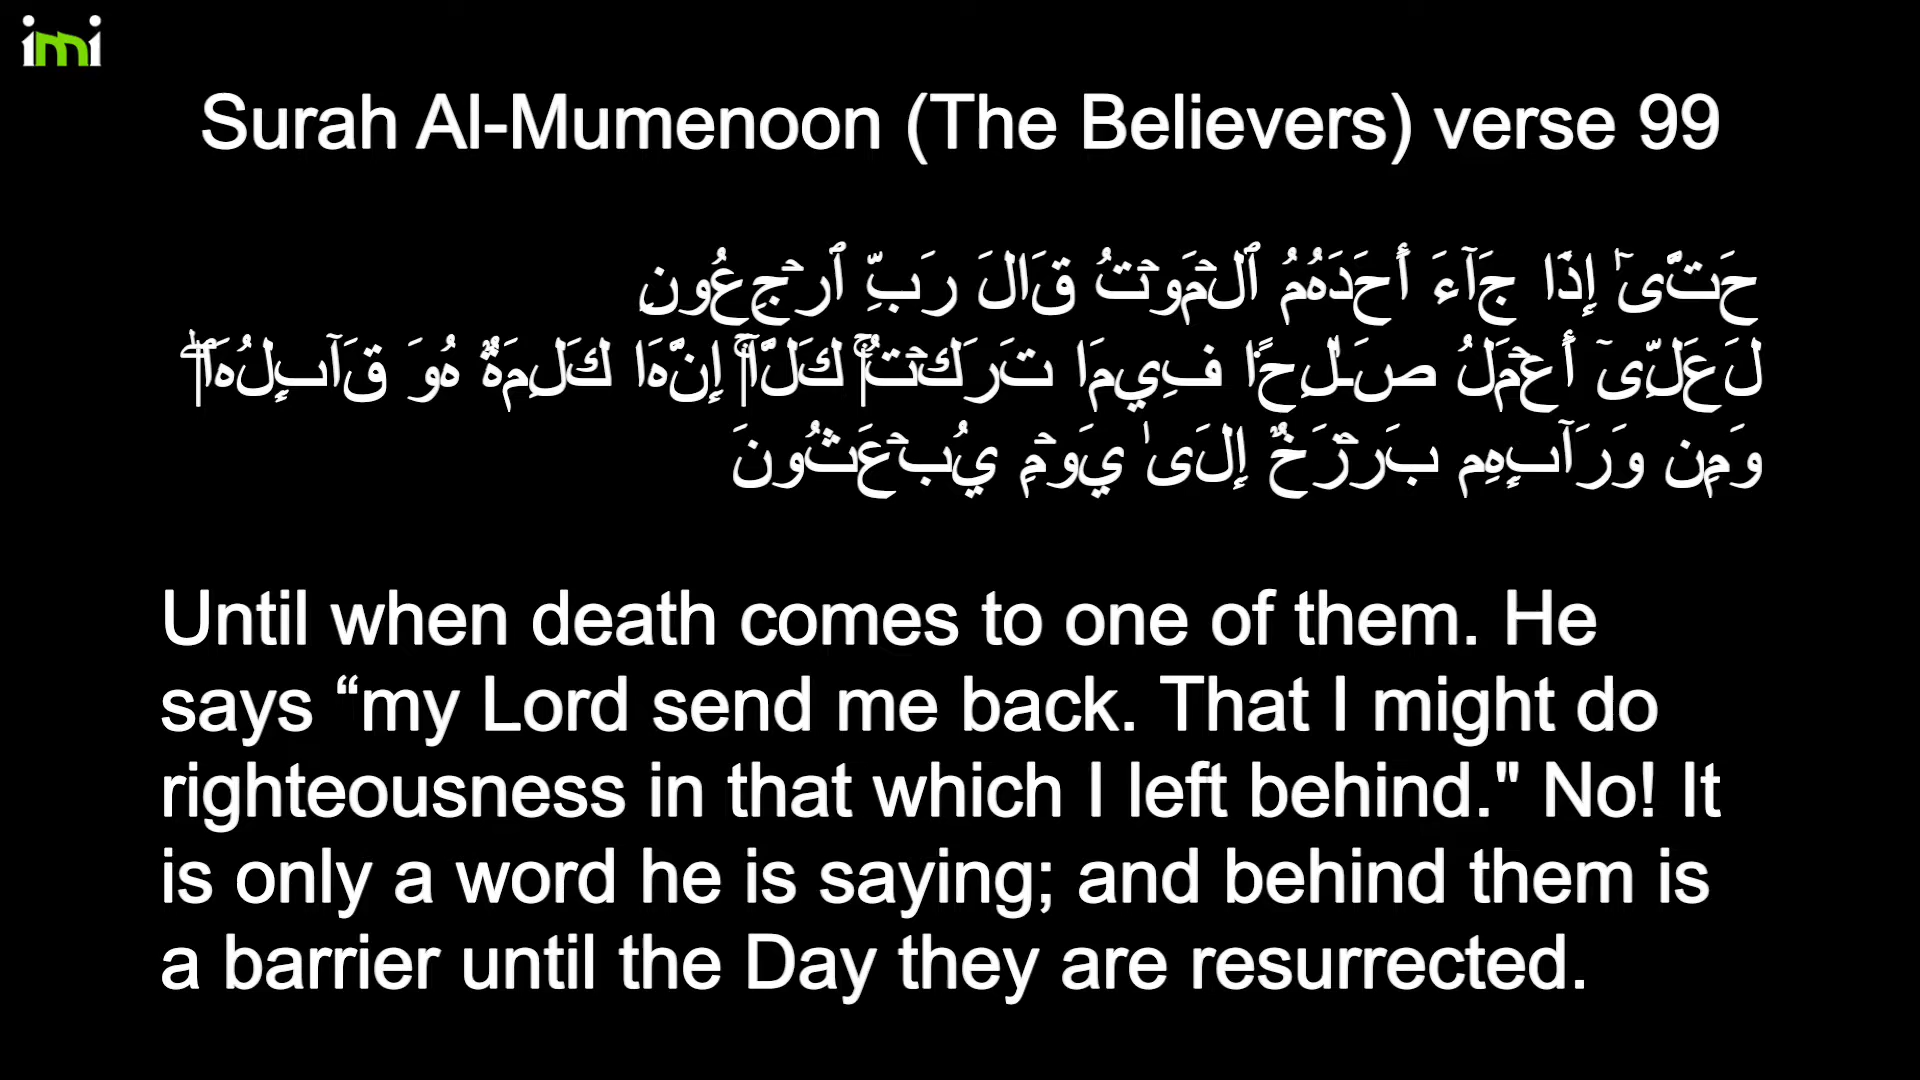 imi
Surah Al-Mumenoon (The Believers) verse 99
حَتَّىٰٓ إِذَا جَآءَ أَحَدَهُمُ ٱلْمَوْتُ قَالَ رَبِّ ٱرْجِعُونِ
لَعَلِّىٓ أَعْمَلُ صَـٰلِحًۭا فِيمَا تَرَكْتُ ۚ كَلَّآ ۚ إِنَّهَا كَلِمَةٌ هُوَ قَآئِلُهَا ۖ
وَمِن وَرَآئِهِم بَرْزَخٌ إِلَىٰ يَوْمِ يُبْعَثُونَ
Until when death comes to one of them. He
says “my Lord send me back. That I might do
righteousness in that which I left behind." No! It
is only a word he is saying; and behind them is
a barrier until the Day they are resurrected.